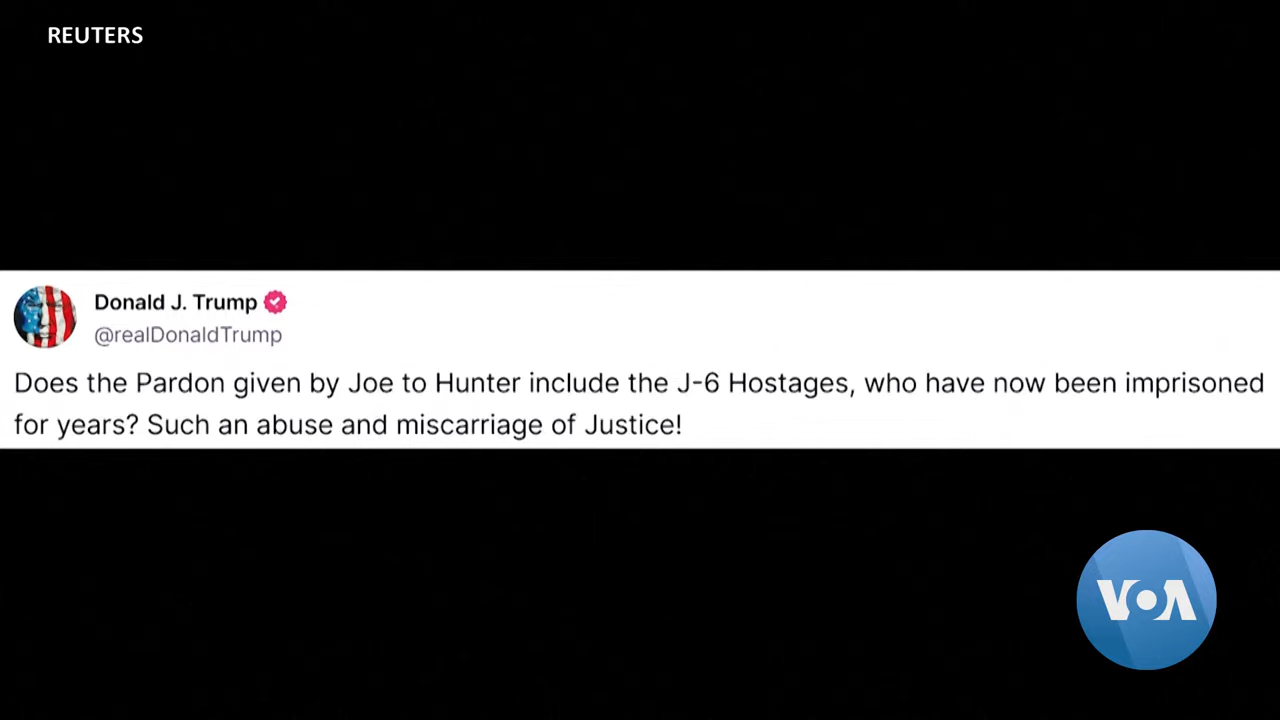 REUTERS
Donald J. Trump
@realDonaldTrump
Does the Pardon given by Joe to Hunter include the J-6 Hostages, who have now been imprisoned
for years? Such an abuse and miscarriage of Justice!
VOA